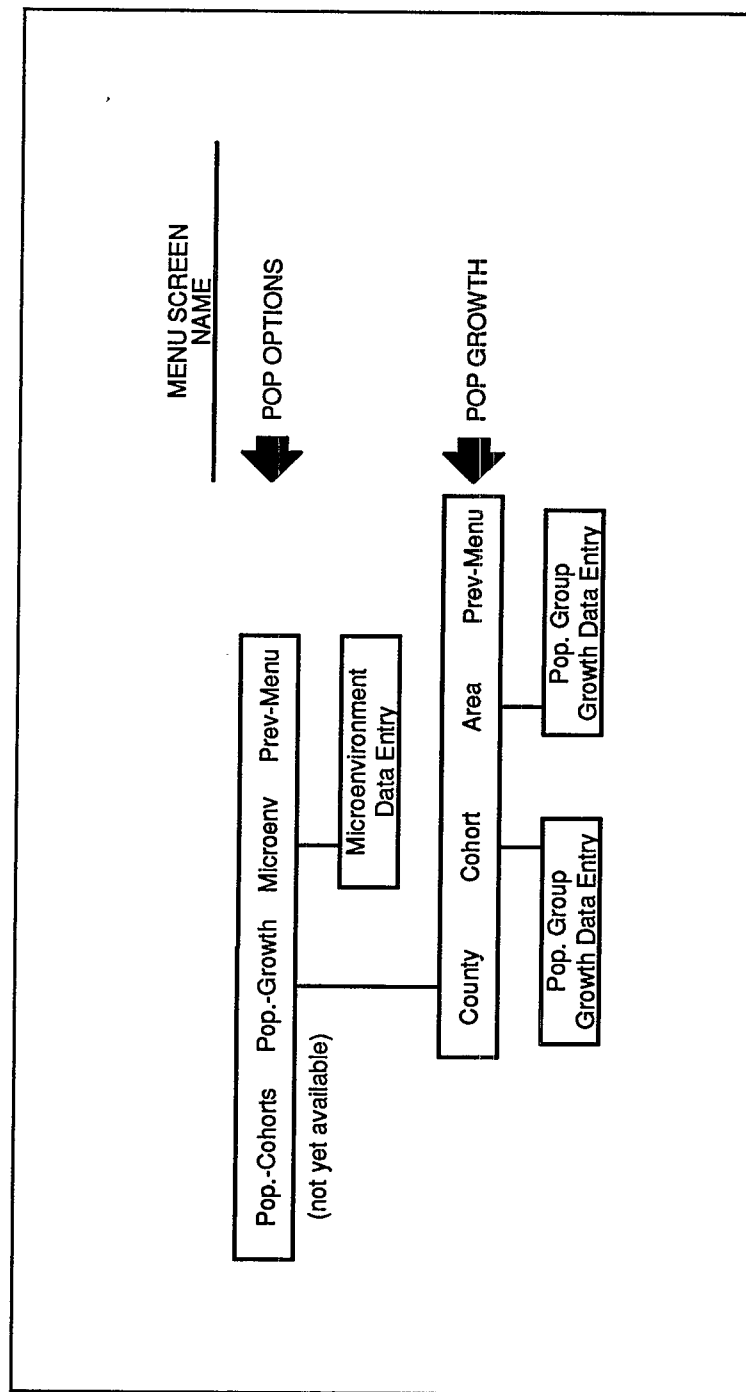 MENU SCREEN
NAME
Pop.-Cohorts Pop.-Growth Microenv Prev-Menu
POP OPTIONS
(not yet available)
Microenvironment
Data Entry
County Cohort Area Prev-Menu
POP GROWTH
Pop. Group
Growth Data Entry
Pop. Group
Growth Data Entry